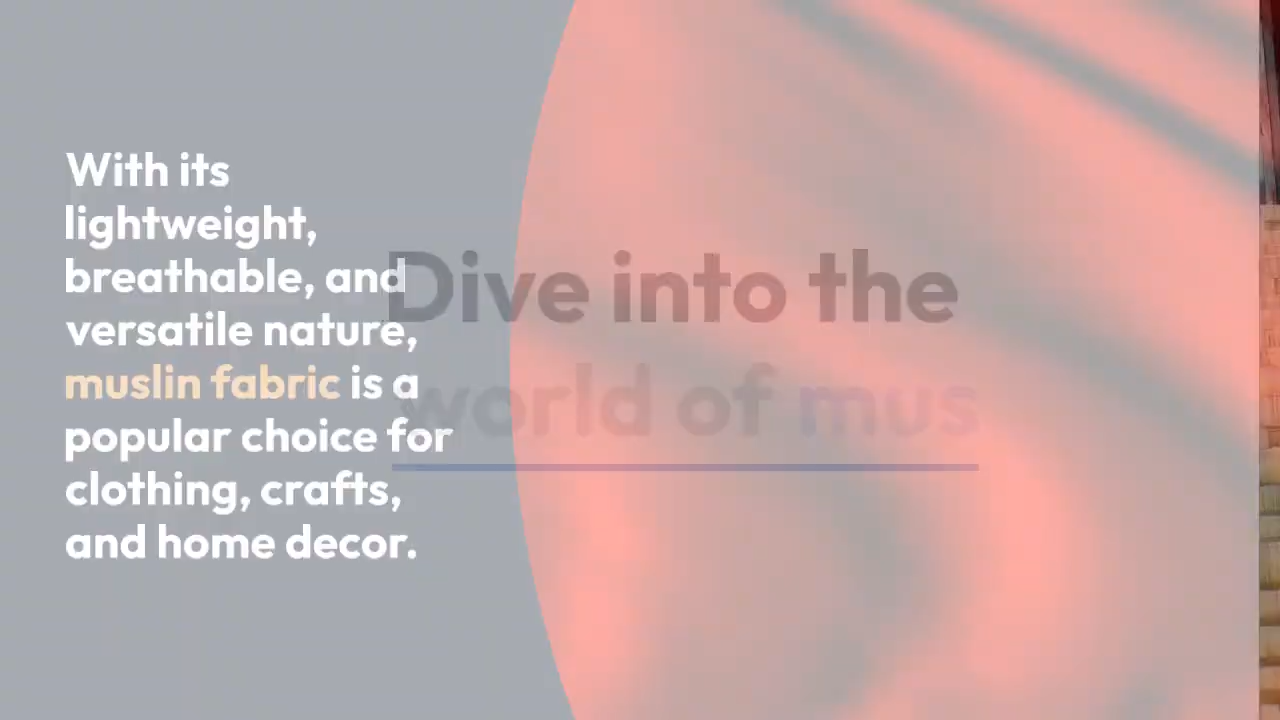 With its
lightweight,
breathable, and
versatile nature,
muslin fabric is a
popular choice for
clothing, crafts,
and home decor.
Dive into the
world of mus